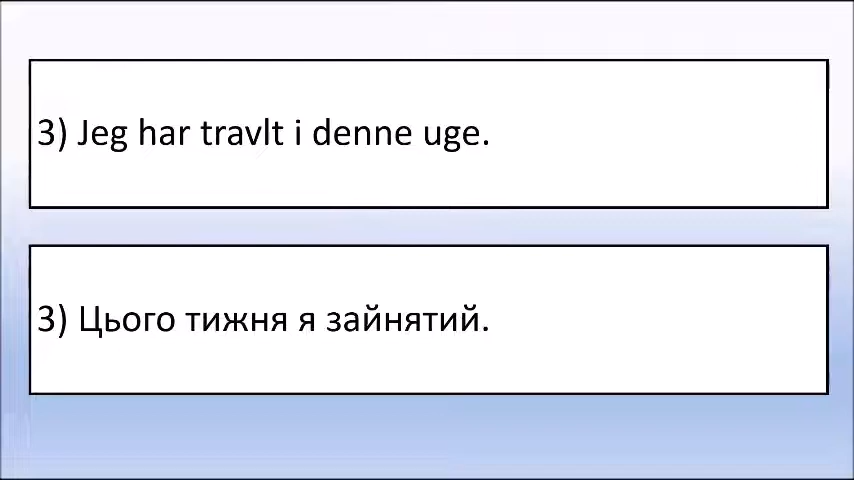 3) Jeg har travlt i denne uge.
3) Цього тижня я зайнятий.